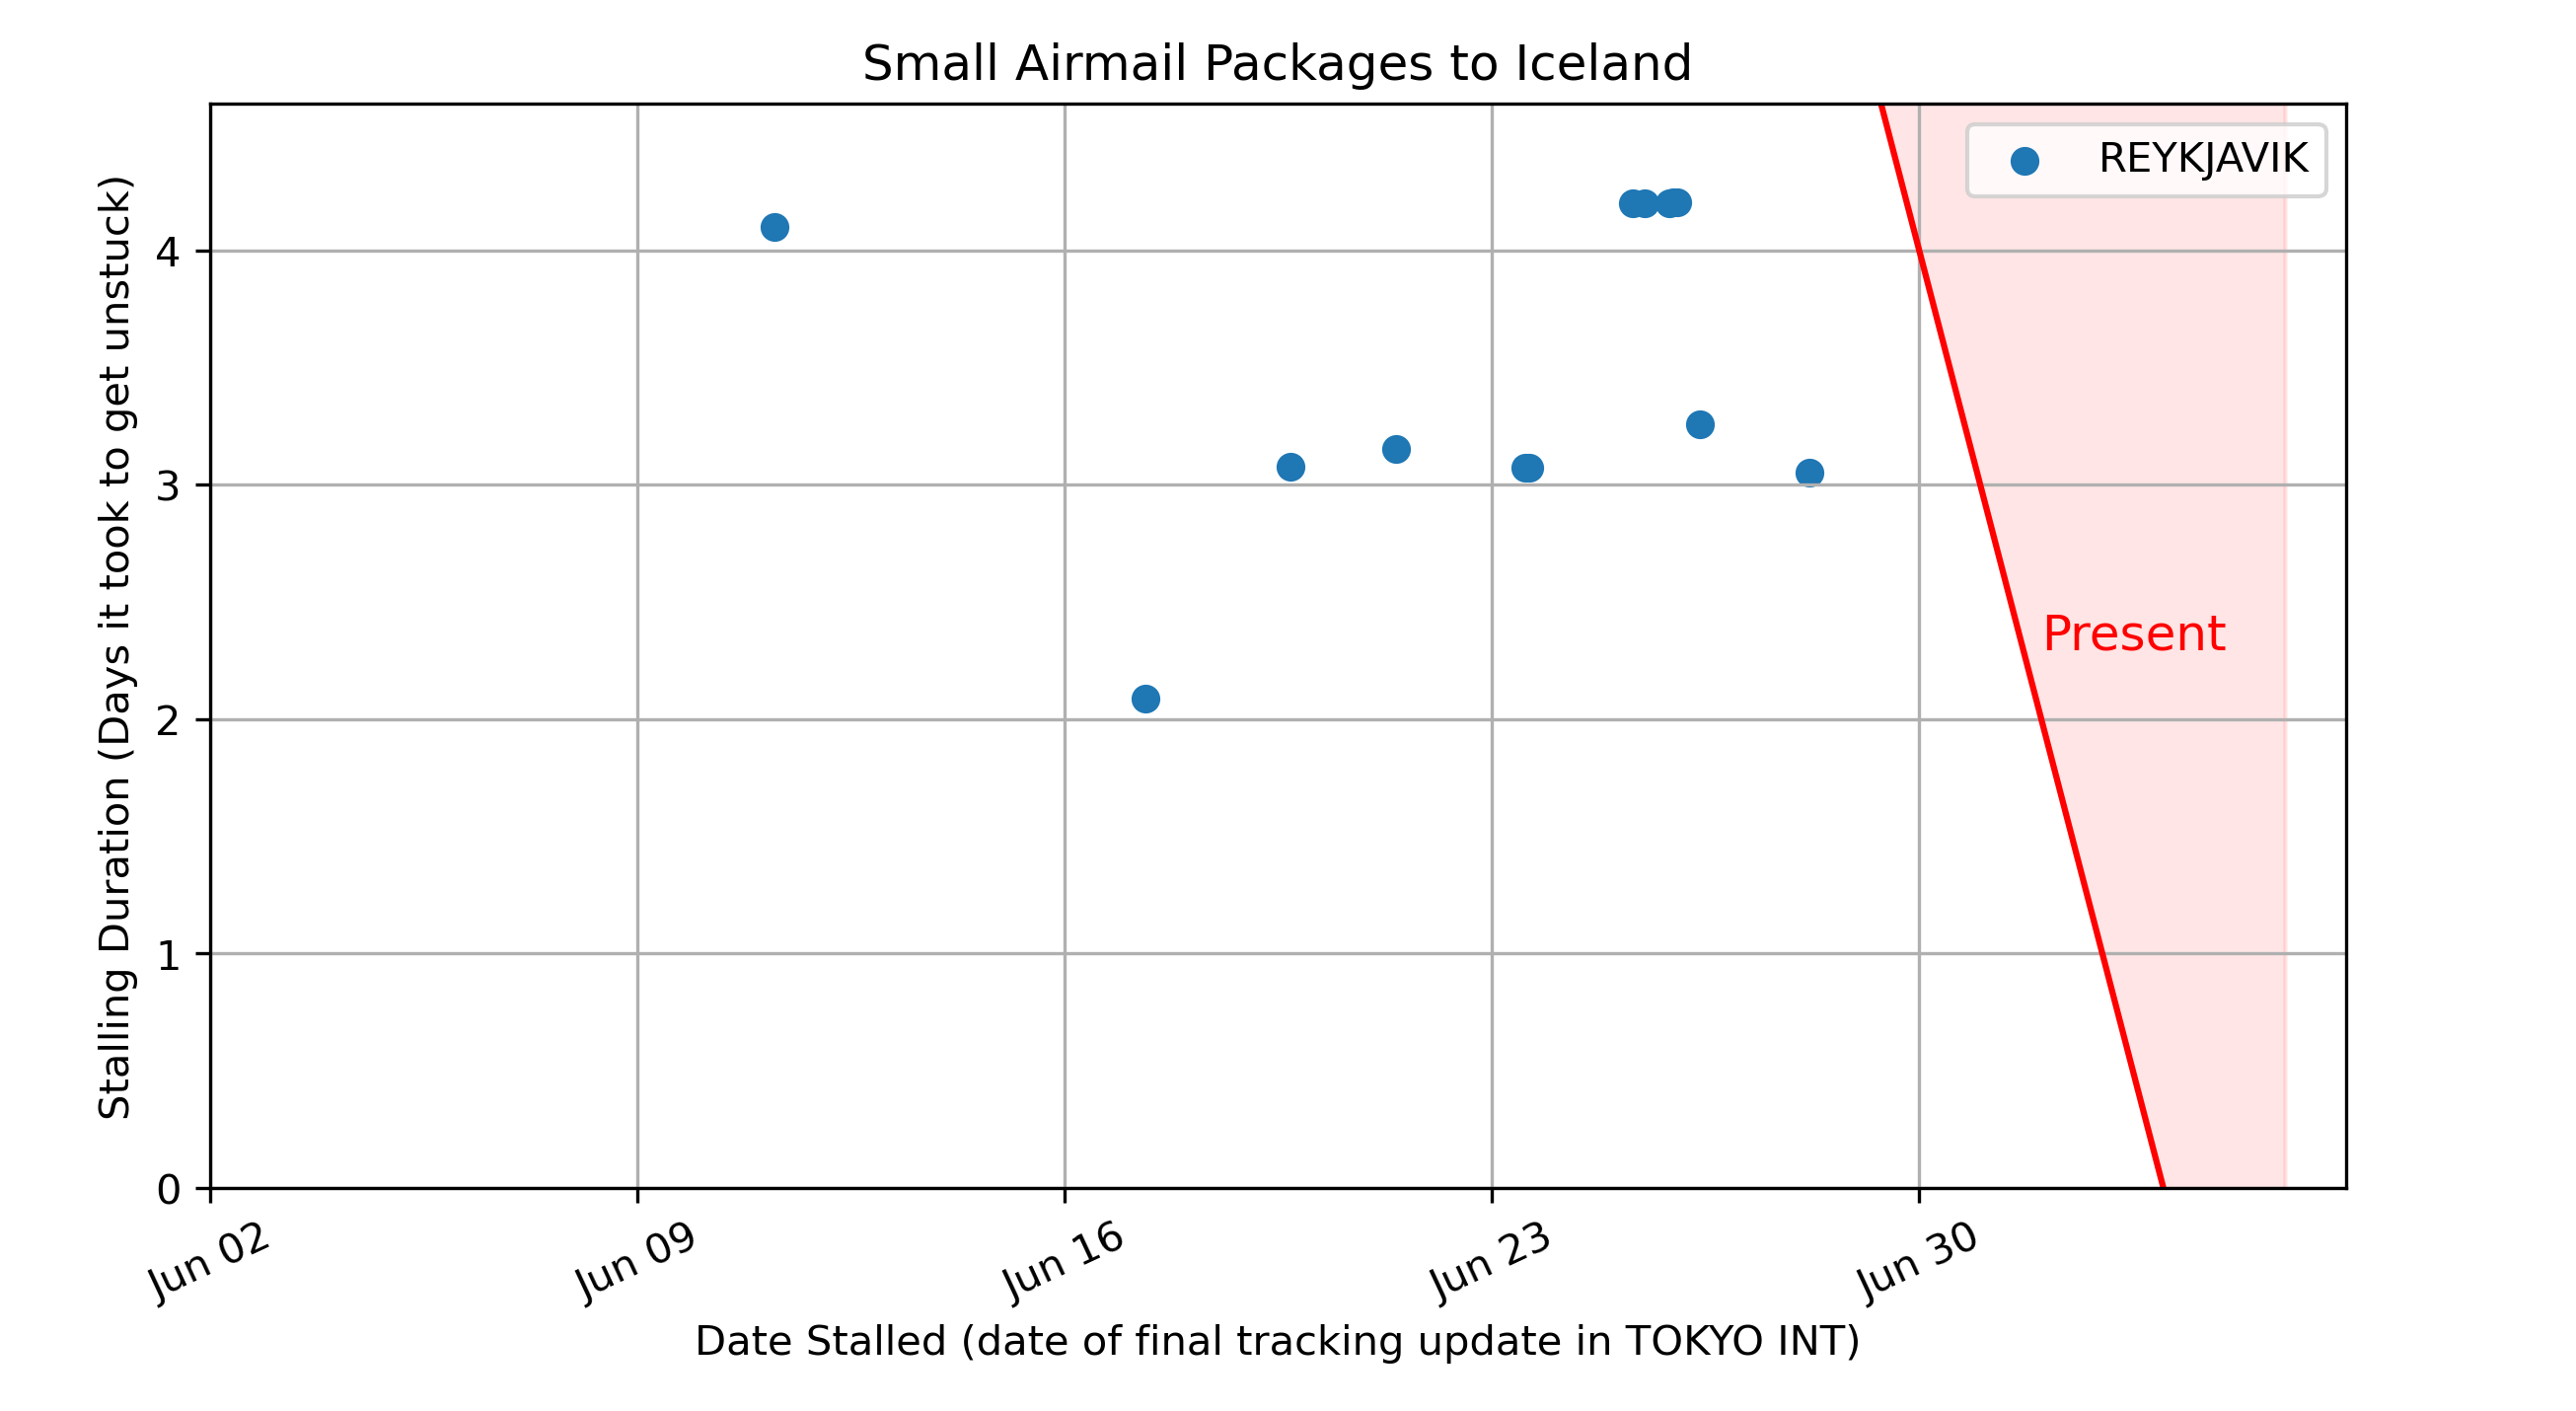 Small Airmail Packages to Iceland
REYKJAVIK
Stalling Duration (Days it took to get unstuck)
4
3
2
1
0
Present
Jun 02
Jun 09
Jun 16
Jun 23
Jun 30
Date Stalled (date of final tracking update in TOKYO INT)